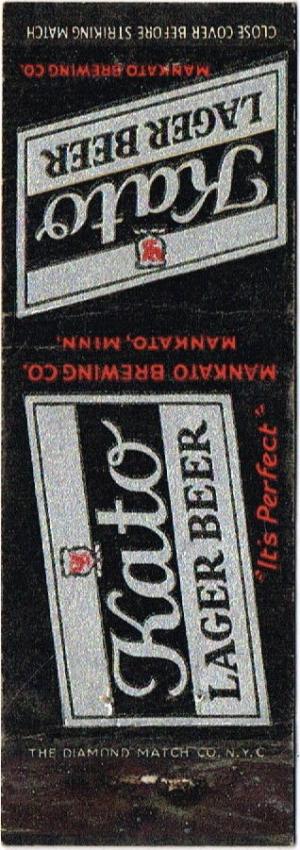 CLOSE COVER BEFORE STRIKING MATCH
MANKATO BREWING CO.
Kato
LAGER BEER
MANKATO BREWING CO.
MANKATO, MINN.
Kato
LAGER BEER
"It's Perfect"
THE DIAMOND MATCH CO. N.Y.C